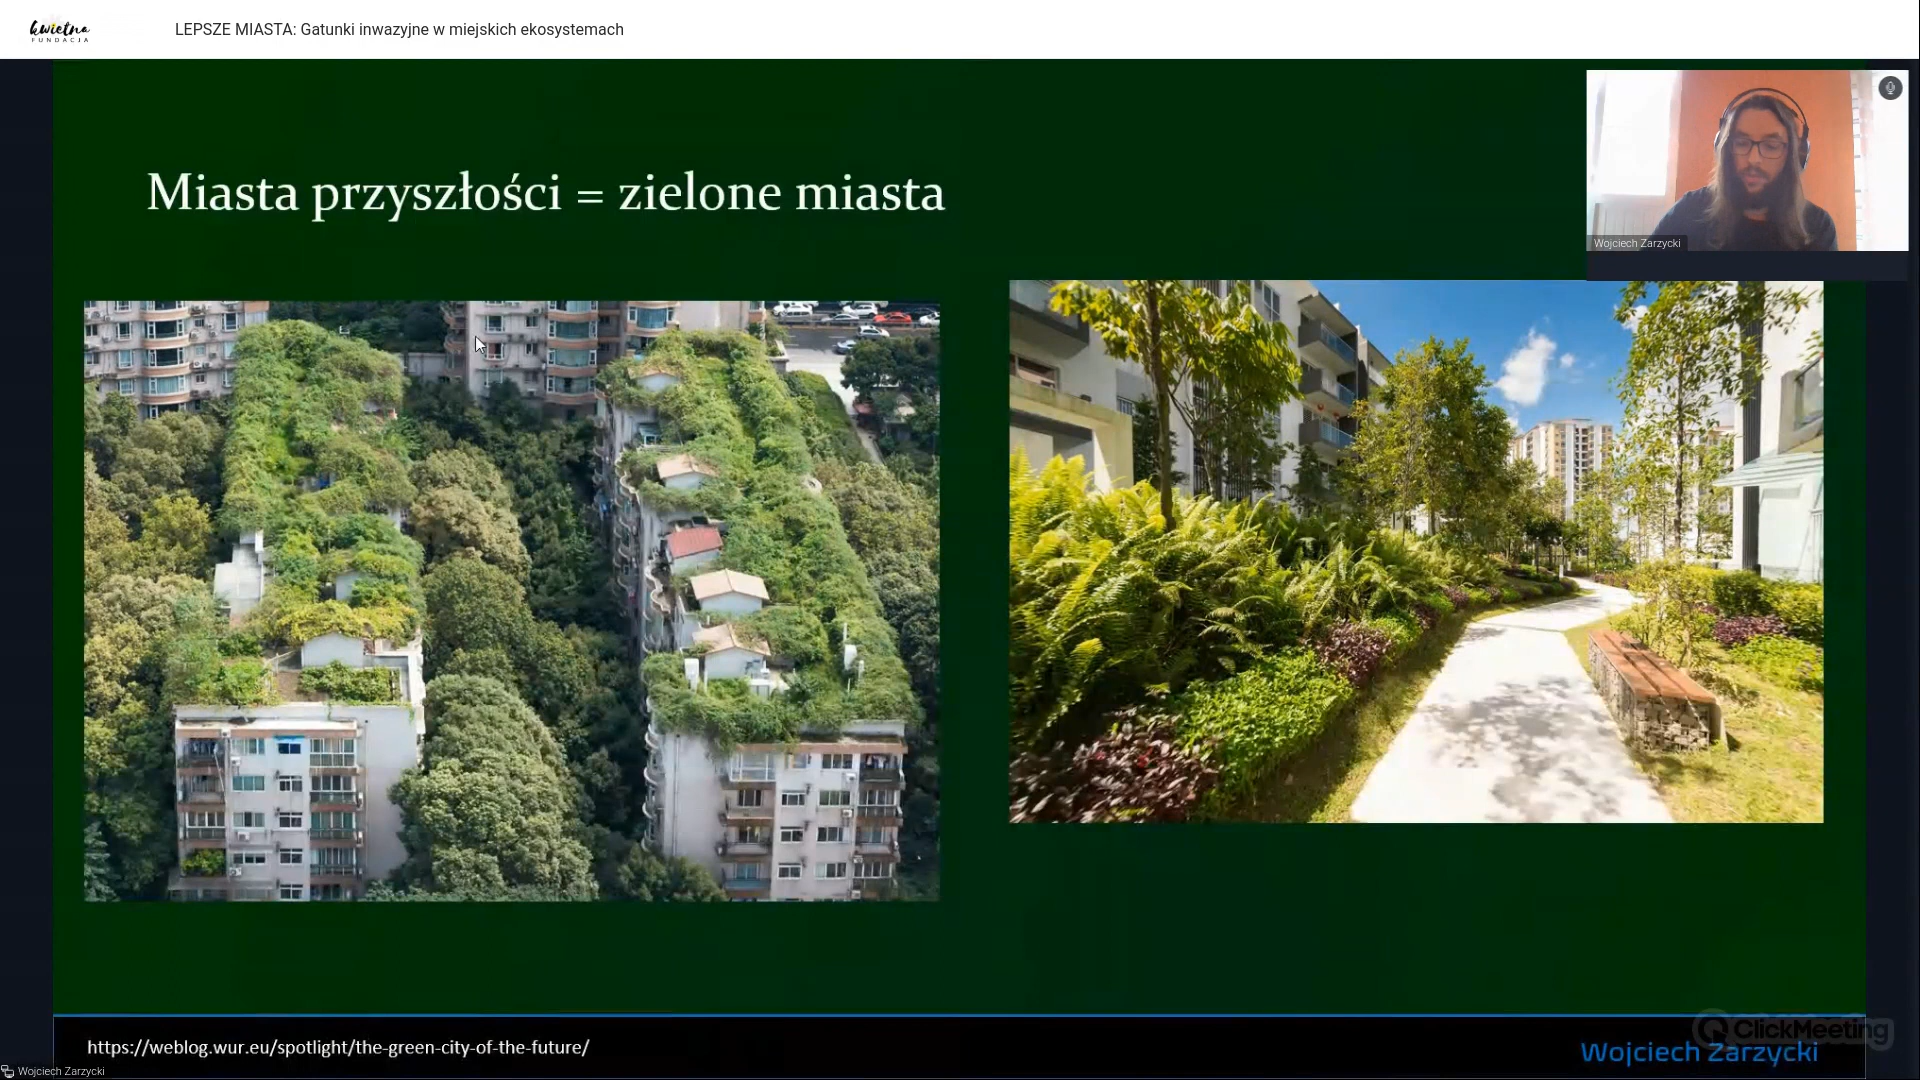 kwietna
FUNDACJA
LEPSZE MIASTA: Gatunki inwazyjne w miejskich ekosystemach
Wojciech Zarzycki
Miasta przyszłości = zielone miasta
https://weblog.wur.eu/spotlight/the-green-city-of-the-future/
ClickMeeting
Wojciech Zarzycki
Wojciech Zarzycki